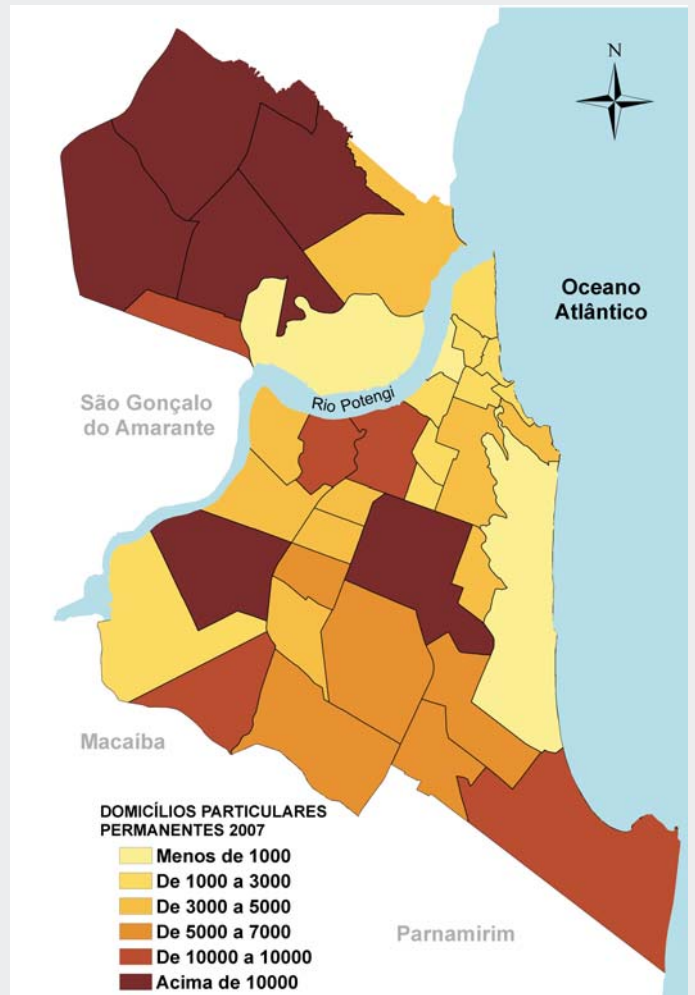 N
Oceano
Atlântico
São Gonçalo
do Amarante
Rio Potengi
Macaíba
DOMICÍLIOS PARTICULARES
PERMANENTES 2007
Menos de 1000
De 1000 a 3000
De 3000 a 5000
De 5000 a 7000
De 10000 a 10000
Acima de 10000
Parnamirim